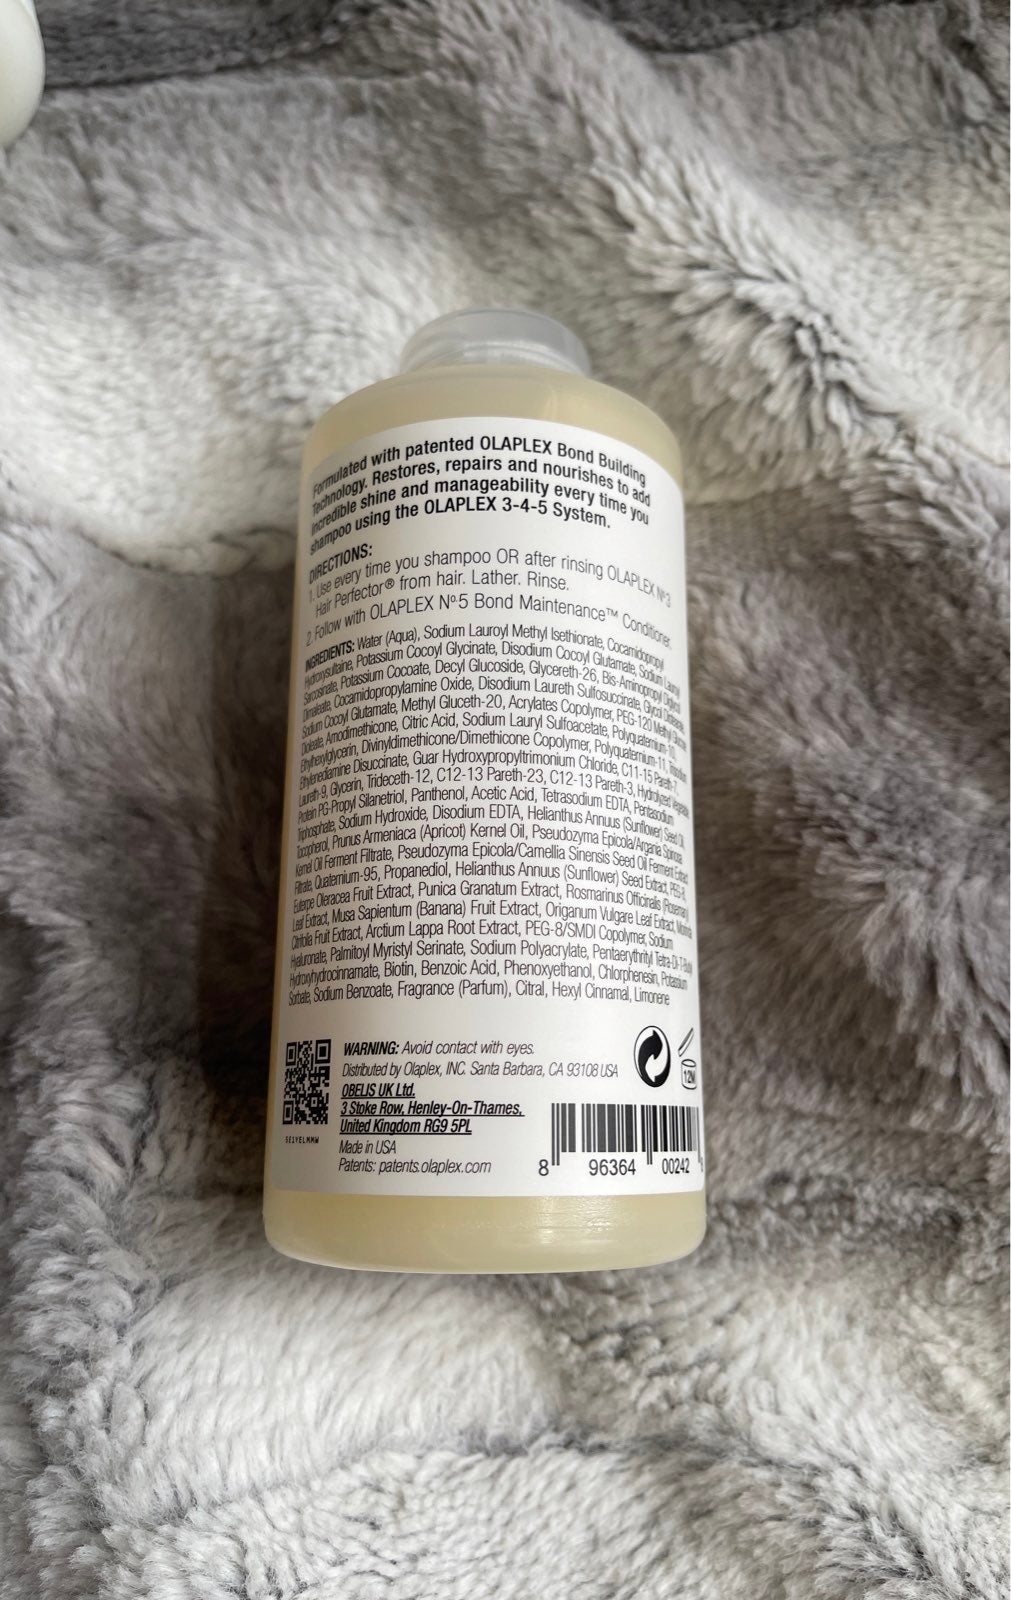 Formulated with patented OLAPLEX Bond Building
Technology. Restores, repairs and nourishes to add
incredible shine and manageability every time you
shampoo using the OLAPLEX 3-4-5 System.
DIRECTIONS:
1. Use every time you shampoo OR after rinsing OLAPLEX Nº3
Hair Perfector® from hair. Lather. Rinse.
2. Follow with OLAPLEX Nº5 Bond Maintenance™ Conditioner.
INGREDIENTS: Water (Aqua), Sodium Lauroyl Methyl Isethionate, Cocamidopropyl
Hydroxysultaine, Potassium Cocoyl Glycinate, Disodium Cocoyl Glutamate, Sodium Lauroyl
Sarcosinate, Potassium Cocoate, Decyl Glucoside, Glycereth-26, Bis-Aminopropyl Diglycol
Dimaleate, Cocamidopropylamine Oxide, Disodium Laureth Sulfosuccinate, Glycol Distearate,
Sodium Cocoyl Glutamate, Methyl Gluceth-20, Acrylates Copolymer, PEG-120 Methyl Glucose
Dioleate, Amodimethicone, Citric Acid, Sodium Lauryl Sulfoacetate, Polyquaternium-10,
Ethylhexylglycerin, Divinyldimethicone/Dimethicone Copolymer, Polyquaternium-11, Trisodium
Ethylenediamine Disuccinate, Guar Hydroxypropyltrimonium Chloride, C11-15 Pareth-7,
Laureth-9, Glycerin, Trideceth-12, C12-13 Pareth-23, C12-13 Pareth-3, Hydrolyzed Vegetable
Protein PG-Propyl Silanetriol, Panthenol, Acetic Acid, Tetrasodium EDTA, Pentasodium
Triphosphate, Sodium Hydroxide, Disodium EDTA, Helianthus Annuus (Sunflower) Seed Oil,
Tocopherol, Prunus Armeniaca (Apricot) Kernel Oil, Pseudozyma Epicola/Argania Spinosa
Kernel Oil Ferment Filtrate, Pseudozyma Epicola/Camellia Sinensis Seed Oil Ferment Extract
Filtrate, Quaternium-95, Propanediol, Helianthus Annuus (Sunflower) Seed Extract, PEG-8,
Euterpe Oleracea Fruit Extract, Punica Granatum Extract, Rosmarinus Officinalis (Rosemary)
Leaf Extract, Musa Sapientum (Banana) Fruit Extract, Origanum Vulgare Leaf Extract, Morinda
Citrifolia Fruit Extract, Arctium Lappa Root Extract, PEG-8/SMDI Copolymer, Sodium
Hyaluronate, Palmitoyl Myristyl Serinate, Sodium Polyacrylate, Pentaerythrityl Tetra-Di-T-Butyl
Hydroxyhydrocinnamate, Biotin, Benzoic Acid, Phenoxyethanol, Chlorphenesin, Potassium
Sorbate, Sodium Benzoate, Fragrance (Parfum), Citral, Hexyl Cinnamal, Limonene
WARNING: Avoid contact with eyes.
Distributed by Olaplex, INC. Santa Barbara, CA 93108 USA
OBELIS UK Ltd.
3 Stoke Row, Henley-On-Thames,
United Kingdom RG9 5PL
Made in USA
Patents: patents.olaplex.com
12M
8 96364 00242